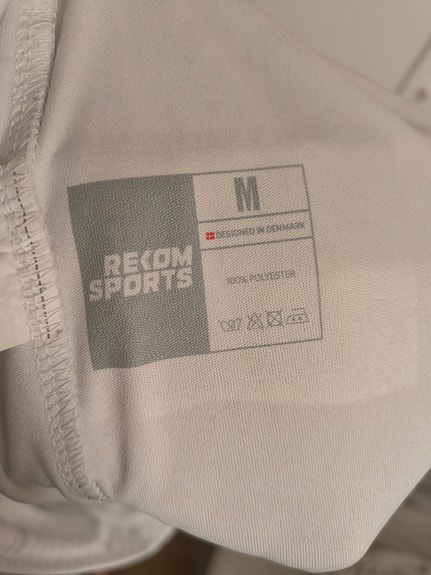 REKOM
SPORTS
M
DESIGNED IN DENMARK
100% POLYESTER